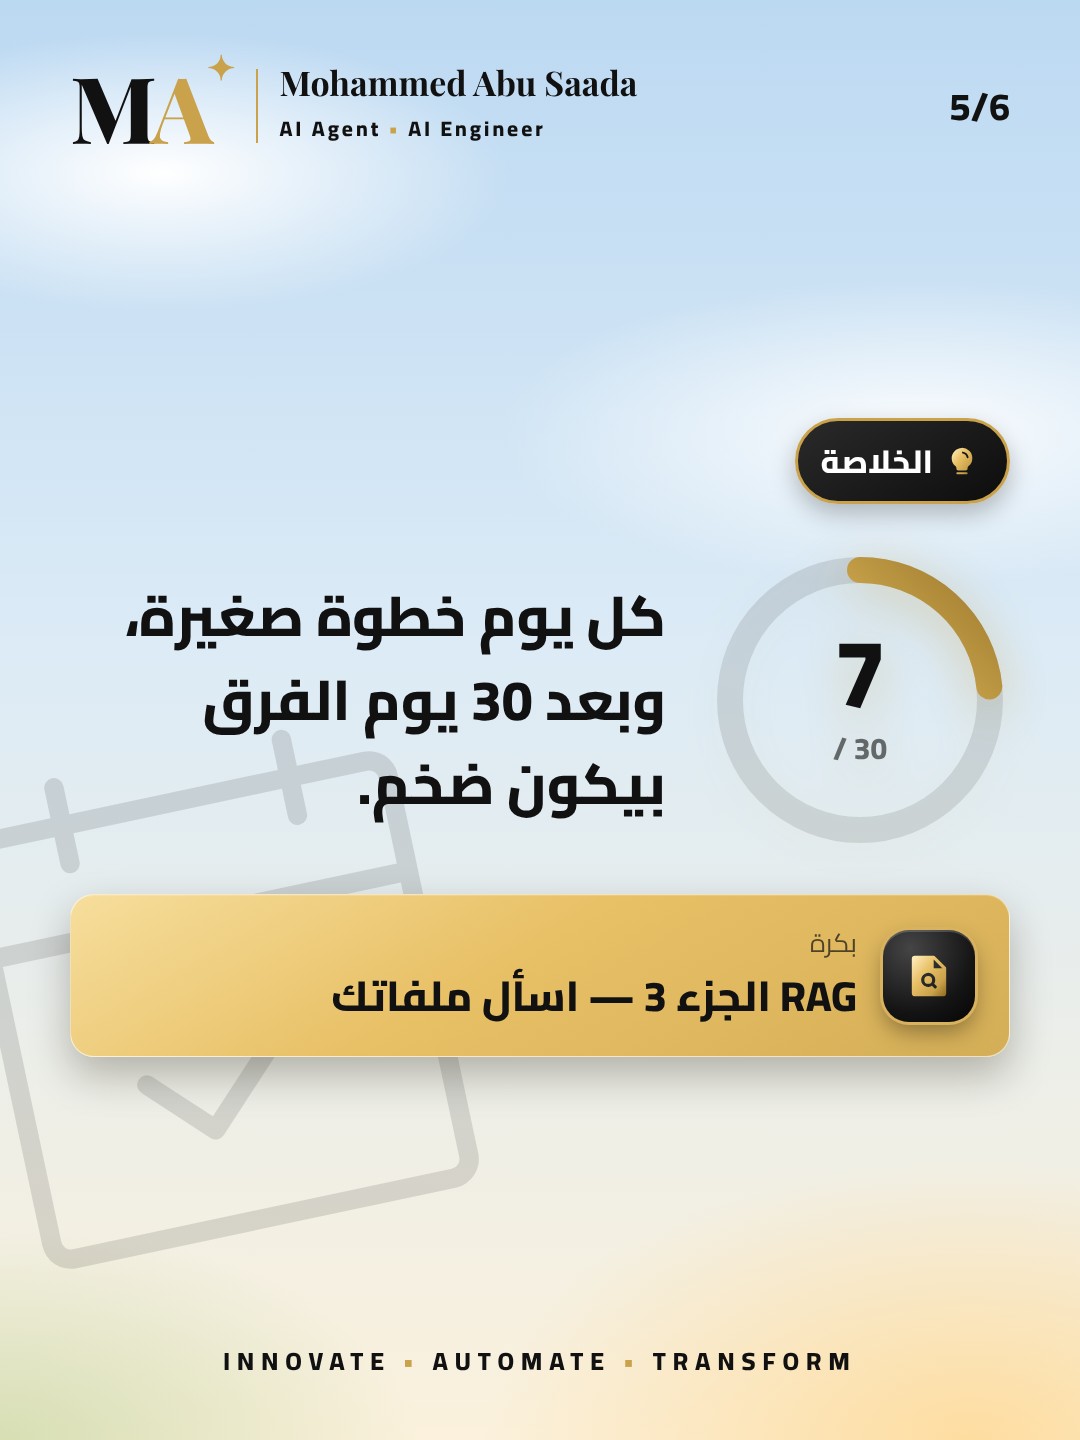 MA
Mohammed Abu Saada
AI Agent ▪ AI Engineer
5/6
الخلاصة
7
/ 30
كل يوم خطوة صغيرة،
وبعد 30 يوم الفرق
بيكون ضخم.
بكرة
RAG الجزء 3 — اسأل ملفاتك
INNOVATE ▪ AUTOMATE ▪ TRANSFORM